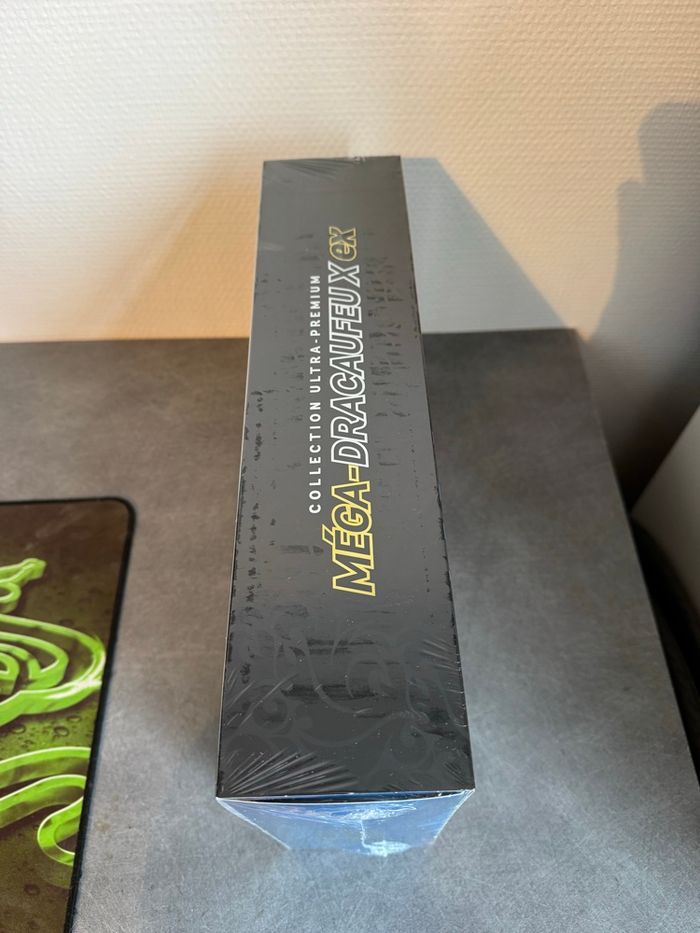 COLLECTION ULTRA-PREMIUM
MÉGA-DRACAUFEU X ex